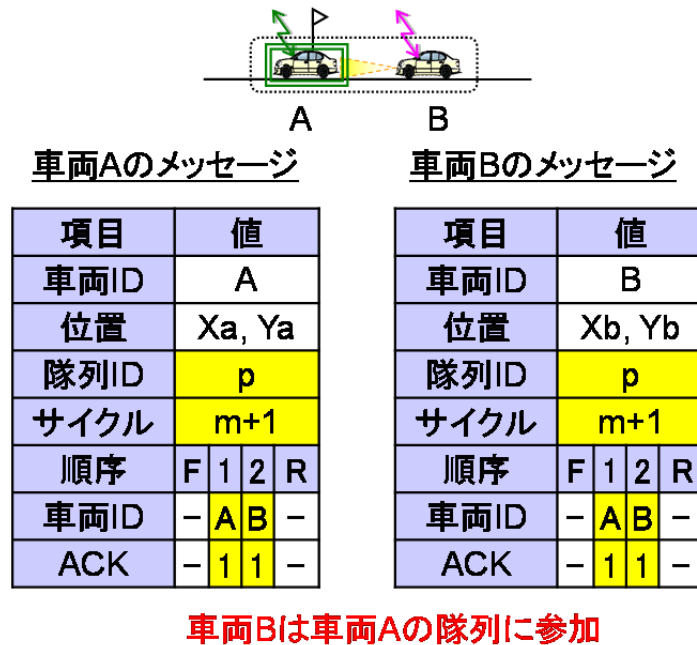 A B
車両Aのメッセージ 車両Bのメッセージ
項目 値 項目 値
車両ID A 車両ID B
位置 Xa, Ya 位置 Xb, Yb
隊列ID p 隊列ID p
サイクル m+1 サイクル m+1
順序 F 1 2 R 順序 F 1 2 R
車両ID − A B − 車両ID − A B −
ACK − 1 1 − ACK − 1 1 −
車両Bは車両Aの隊列に参加